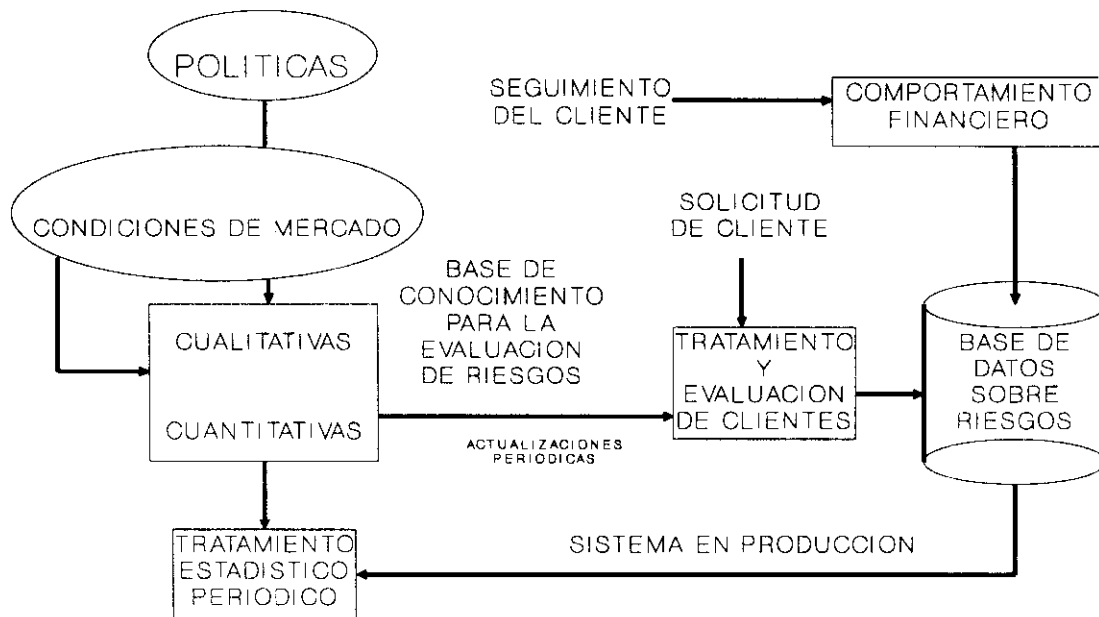 POLITICAS
SEGUIMIENTO
DEL CLIENTE
COMPORTAMIENTO
FINANCIERO
CONDICIONES DE MERCADO
SOLICITUD
DE CLIENTE
BASE DE
CONOCIMIENTO
PARA LA
EVALUACION
DE RIESGOS
CUALITATIVAS
CUANTITATIVAS
TRATAMIENTO
Y
EVALUACION
DE CLIENTES
BASE DE
DATOS
SOBRE
RIESGOS
ACTUALIZACIONES
PERIODICAS
TRATAMIENTO
ESTADISTICO
PERIODICO
SISTEMA EN PRODUCCION